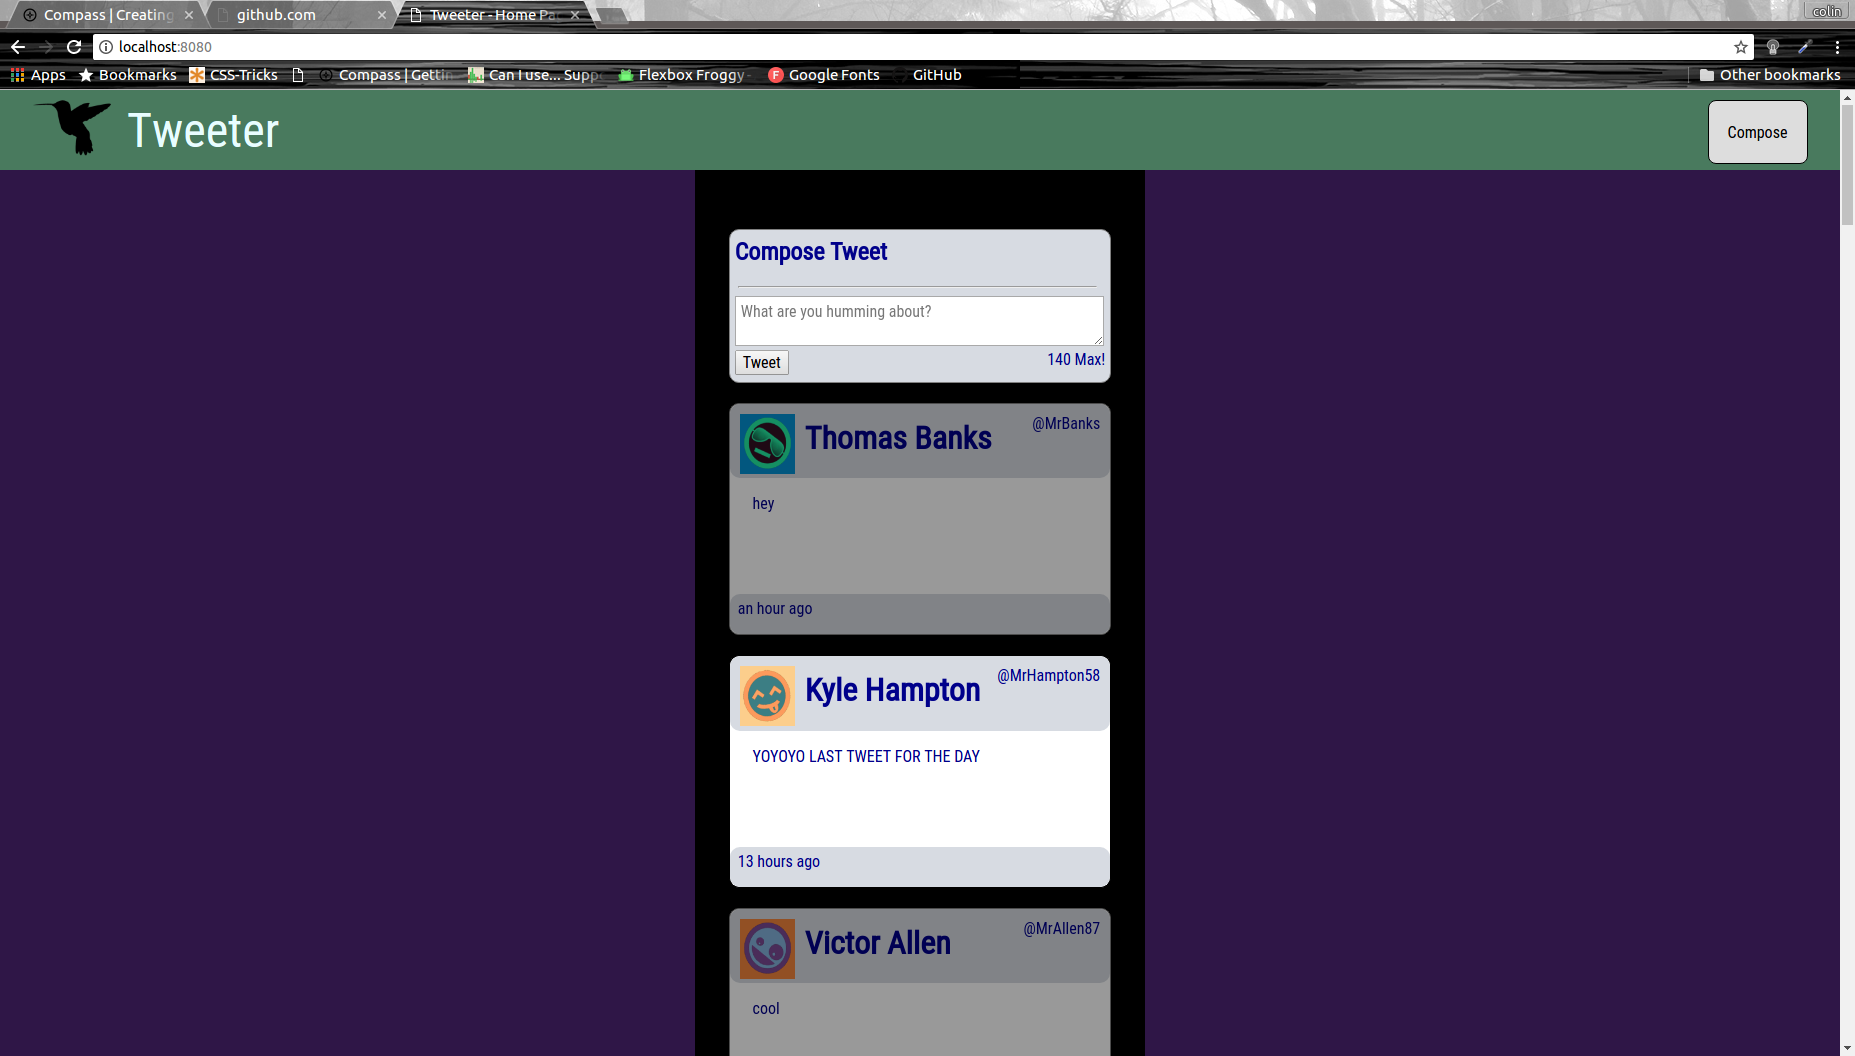 Compass | Creating
github.com
Tweeter - Home Pa
colin
localhost:8080
Apps
Bookmarks
CSS-Tricks
Compass | Gettin
Can I use... Supp
Flexbox Froggy
Google Fonts
GitHub
Other bookmarks
Tweeter
Compose
Compose Tweet
What are you humming about?
Tweet
140 Max!
Thomas Banks
@MrBanks
hey
an hour ago
Kyle Hampton
@MrHampton58
YOYOYO LAST TWEET FOR THE DAY
13 hours ago
Victor Allen
@MrAllen87
cool